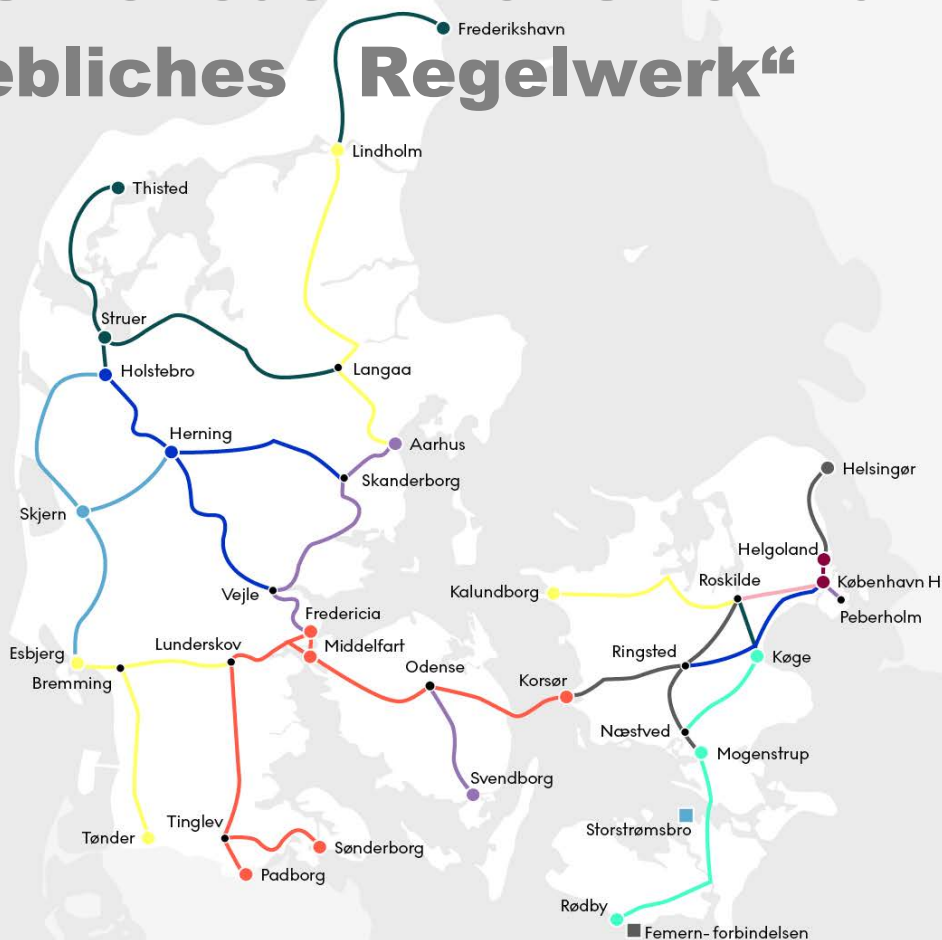 ebliches Regelwerk“
Frederikshavn
Lindholm
Thisted
Struer
Holstebro
Langaa
Herning
Aarhus
Skanderborg
Helsingør
Skjern
Helgoland
Roskilde
København H
Kalundborg
Vejle
Peberholm
Fredericia
Lunderskov
Middelfart
Esbjerg
Ringsted
Køge
Odense
Bremming
Korsør
Næstved
Mogenstrup
Svendborg
Tinglev
Storstrømsbro
Tønder
Sønderborg
Padborg
Rødby
Femern-forbindelsen